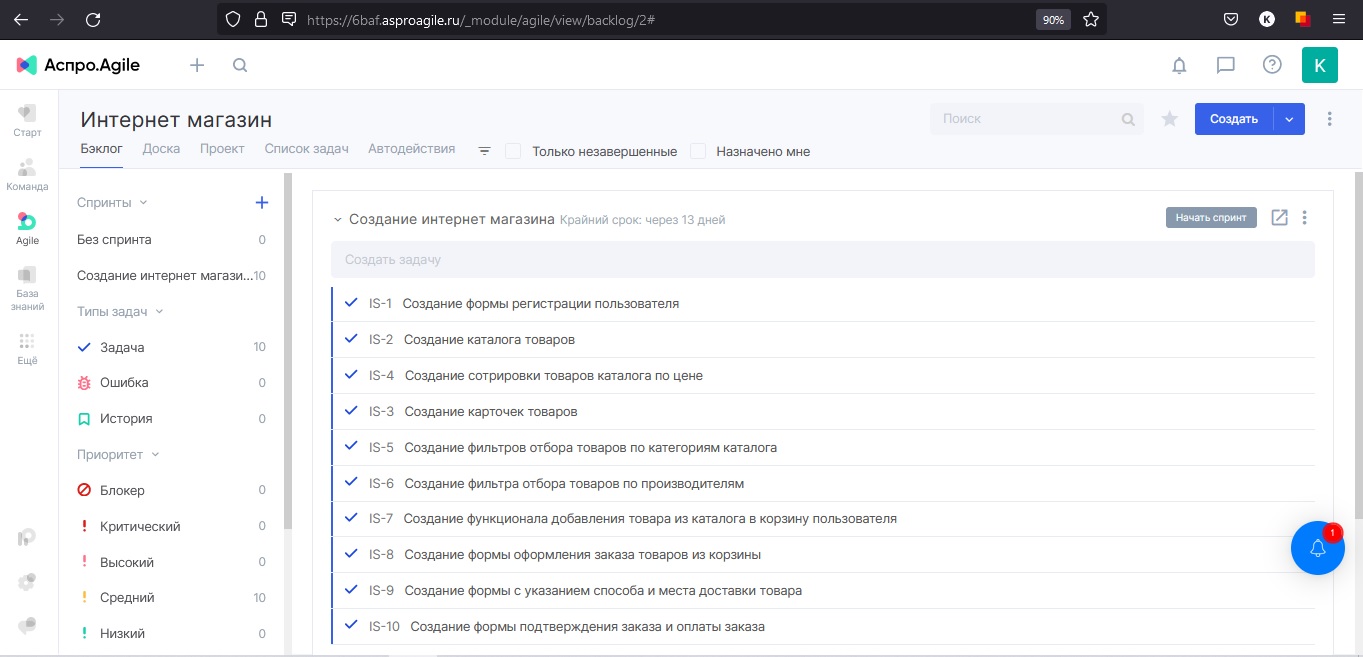 https://6baf.asproagile.ru/_module/agile/view/backlog/2#
90%
K
Аспро.Agile
K
Старт
Команда
Agile
База
знаний
Ещё
Интернет магазин
Поиск
Создать
Бэклог
Доска
Проект
Список задач
Автодействия
Только незавершенные
Назначено мне
Спринты
Без спринта 0
Создание интернет магази... 10
Типы задач
Задача 10
Ошибка 0
История 0
Приоритет
Блокер 0
Критический 0
Высокий 0
Средний 10
Низкий 0
Создание интернет магазина Крайний срок: через 13 дней
Начать спринт
Создать задачу
IS-1 Создание формы регистрации пользователя
IS-2 Создание каталога товаров
IS-4 Создание сотрировки товаров каталога по цене
IS-3 Создание карточек товаров
IS-5 Создание фильтров отбора товаров по категориям каталога
IS-6 Создание фильтра отбора товаров по производителям
IS-7 Создание функционала добавления товара из каталога в корзину пользователя
IS-8 Создание формы оформления заказа товаров из корзины
IS-9 Создание формы с указанием способа и места доставки товара
IS-10 Создание формы подтверждения заказа и оплаты заказа
1